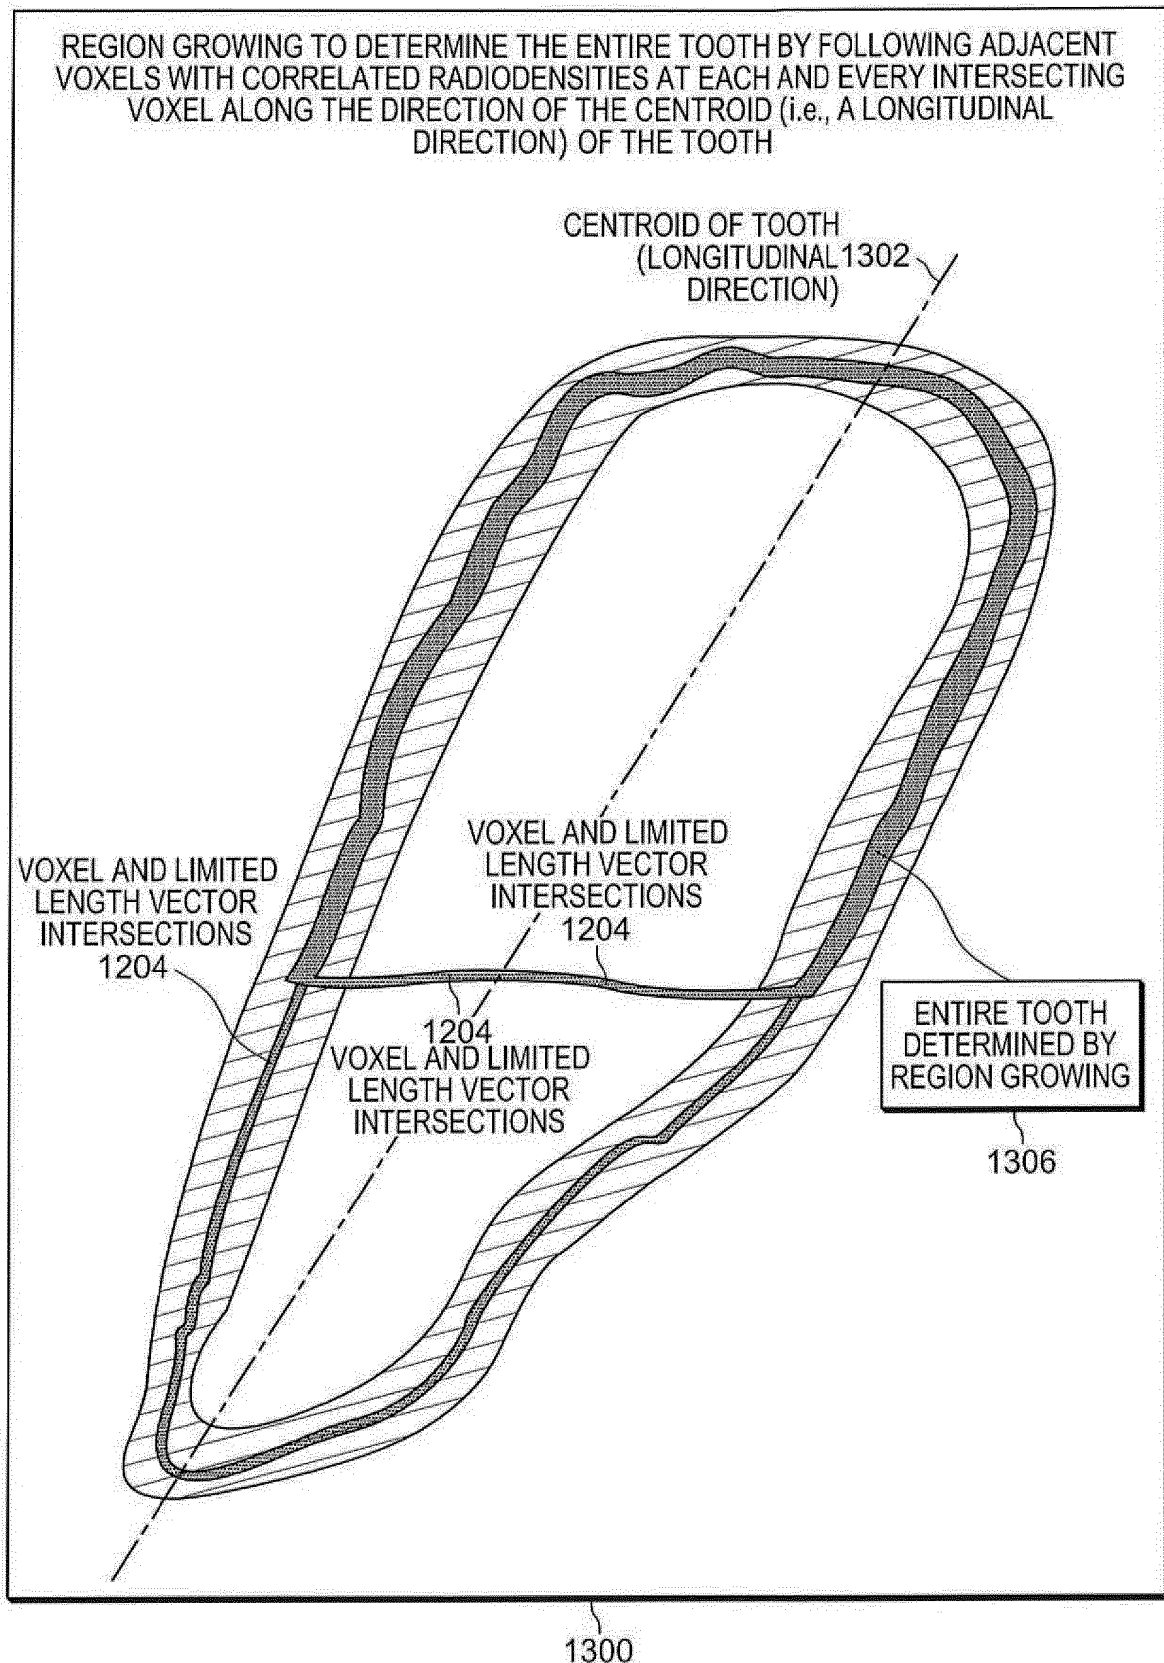 REGION GROWING TO DETERMINE THE ENTIRE TOOTH BY FOLLOWING ADJACENT
VOXELS WITH CORRELATED RADIODENSITIES AT EACH AND EVERY INTERSECTING
VOXEL ALONG THE DIRECTION OF THE CENTROID (i.e., A LONGITUDINAL
DIRECTION) OF THE TOOTH
CENTROID OF TOOTH
(LONGITUDINAL 1302
DIRECTION)
VOXEL AND LIMITED
LENGTH VECTOR
INTERSECTIONS
1204
VOXEL AND LIMITED
LENGTH VECTOR
INTERSECTIONS
1204
1204
VOXEL AND LIMITED
LENGTH VECTOR
INTERSECTIONS
ENTIRE TOOTH
DETERMINED BY
REGION GROWING
1306
1300